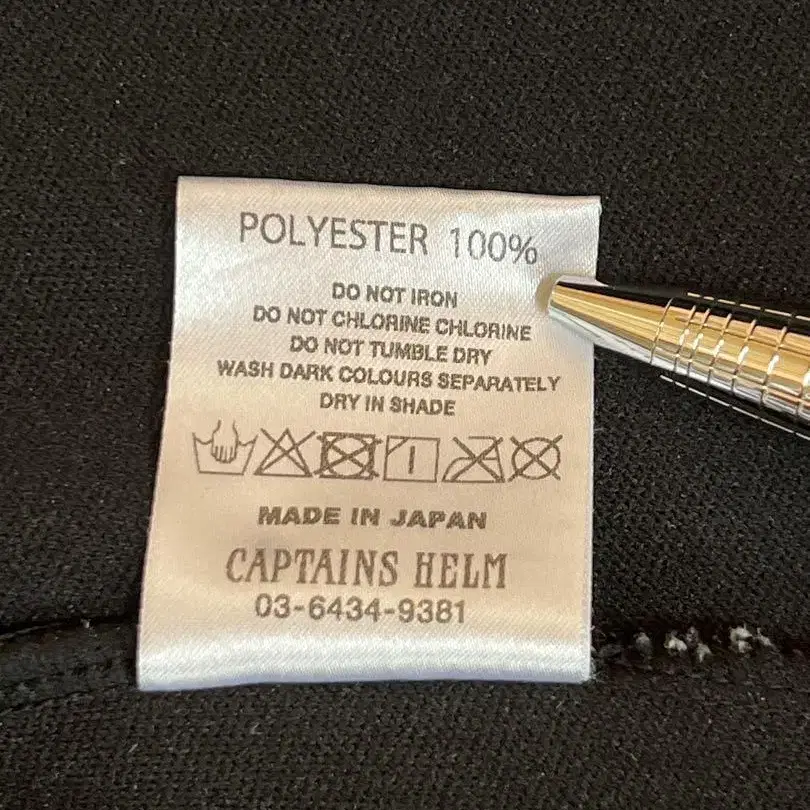 POLYESTER 100%
DO NOT IRON
DO NOT CHLORINE CHLORINE
DO NOT TUMBLE DRY
WASH DARK COLOURS SEPARATELY
DRY IN SHADE
MADE IN JAPAN
CAPTAINS HELM
03-6434-9381